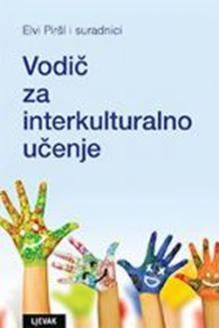 Elvi Piršl i suradnici
Vodič
za
interkulturalno
učenje
LJEVAK